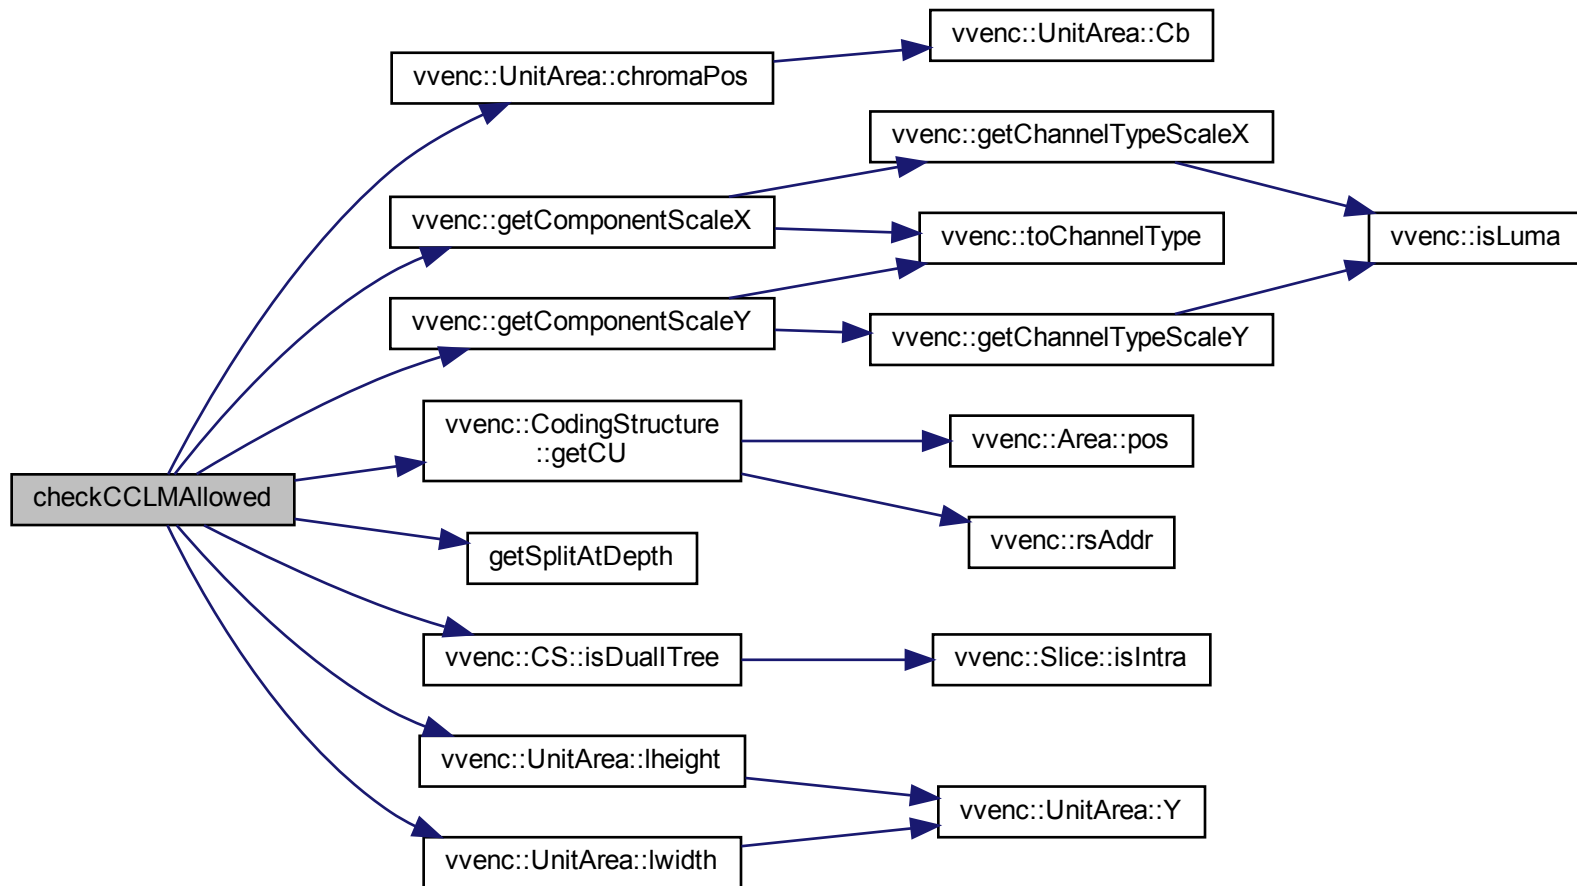 vvenc::UnitArea::Cb
vvenc::UnitArea::chromaPos
vvenc::getChannelTypeScaleX
vvenc::getComponentScaleX
vvenc::toChannelType
vvenc::isLuma
vvenc::getComponentScaleY
vvenc::getChannelTypeScaleY
vvenc::CodingStructure
::getCU
vvenc::Area::pos
checkCCLMAllowed
vvenc::rsAddr
getSplitAtDepth
vvenc::CS::isDualITree
vvenc::Slice::isIntra
vvenc::UnitArea::lheight
vvenc::UnitArea::Y
vvenc::UnitArea::lwidth